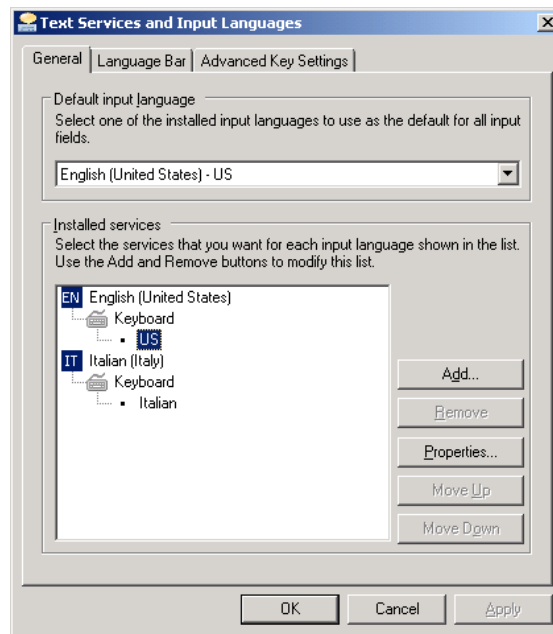 Text Services and Input Languages
General
Language Bar
Advanced Key Settings
Default input language
Select one of the installed input languages to use as the default for all input
fields.
English (United States) - US
Installed services
Select the services that you want for each input language shown in the list.
Use the Add and Remove buttons to modify this list.
EN English (United States)
Keyboard
• US
IT Italian (Italy)
Keyboard
• Italian
Add...
Remove
Properties...
Move Up
Move Down
OK
Cancel
Apply